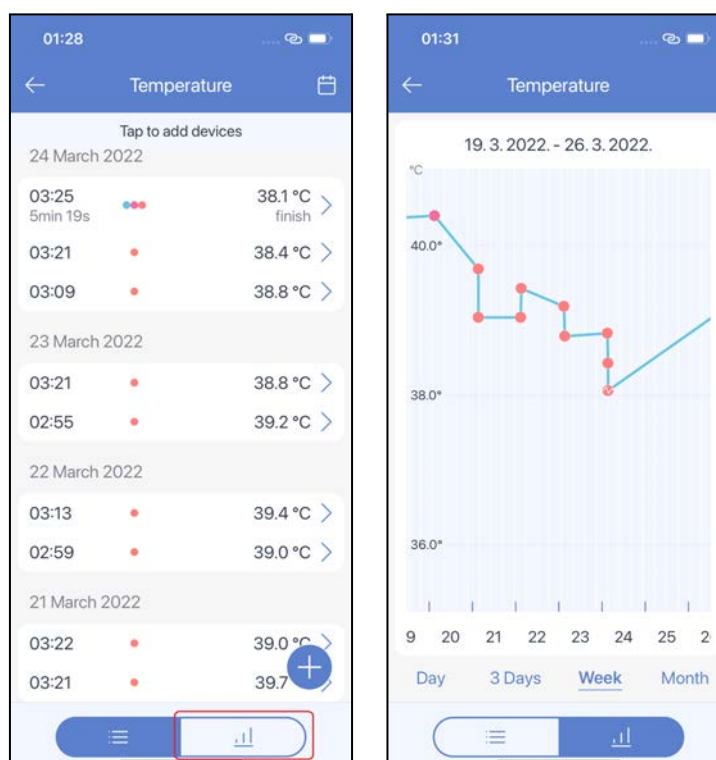 01:28
Temperature
Tap to add devices
24 March 2022
03:25 38.1 °C
5min 19s finish
03:21 38.4 °C
03:09 38.8 °C
23 March 2022
03:21 38.8 °C
02:55 39.2 °C
22 March 2022
03:13 39.4 °C
02:59 39.0 °C
21 March 2022
03:22 39.0 °C
03:21 39.7
01:31
Temperature
19. 3. 2022. - 26. 3. 2022.
°C
40.0°
38.0°
36.0°
9 20 21 22 23 24 25 2
Day 3 Days Week Month